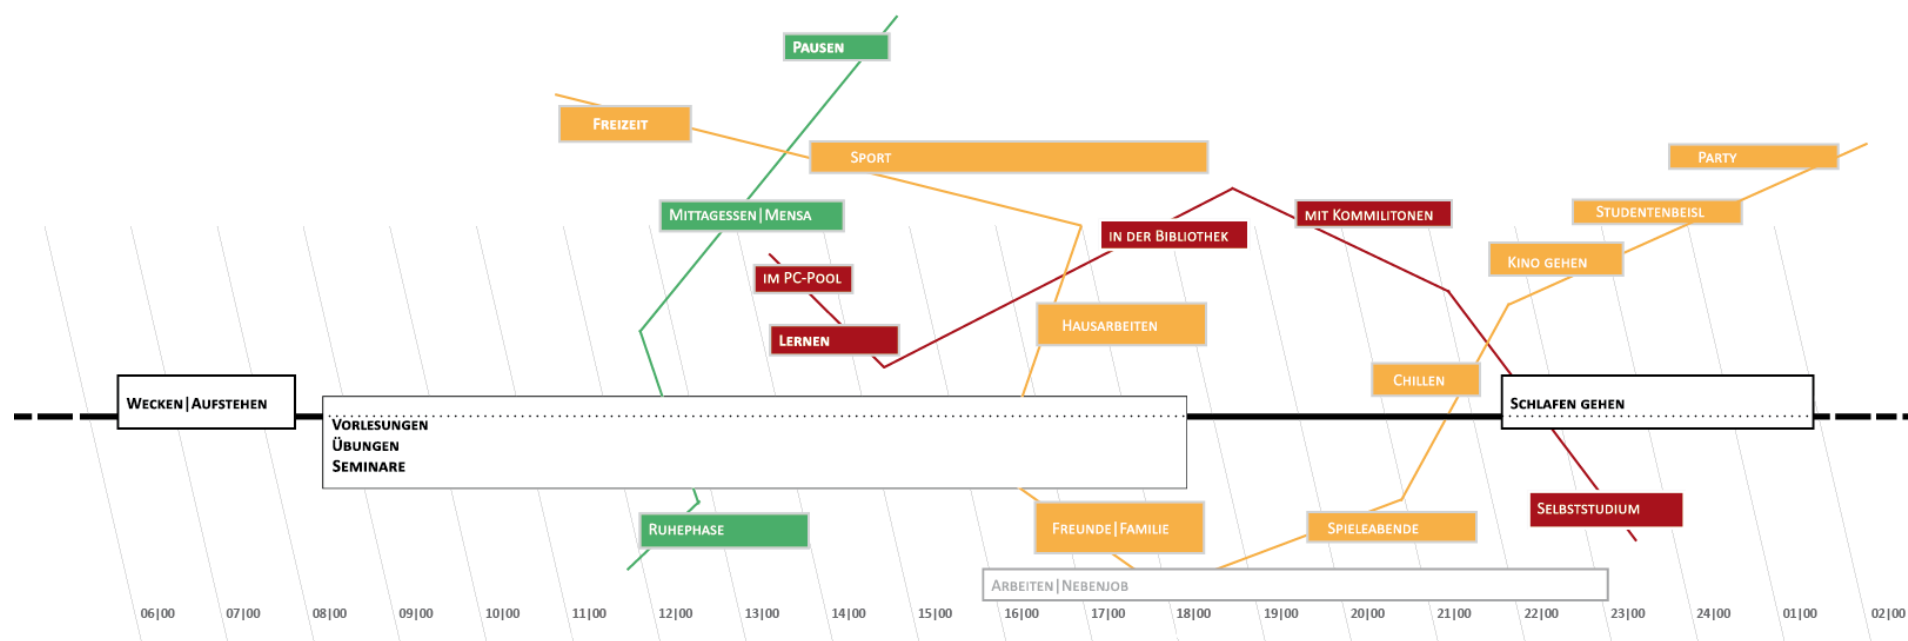 PAUSEN
FREIZEIT
SPORT
PARTY
MITTAGESSEN|MENSA
MIT KOMMILITONEN
STUDENTENBEISL
IN DER BIBLIOTHEK
KINO GEHEN
IM PC-POOL
HAUSARBEITEN
LERNEN
CHILLEN
WECKEN|AUFSTEHEN
SCHLAFEN GEHEN
VORLESUNGEN
ÜBUNGEN
SEMINARE
SELBSTSTUDIUM
RUHEPHASE
FREUNDE|FAMILIE
SPIELEABENDE
ARBEITEN|NEBENJOB
06|00 07|00 08|00 09|00 10|00 11|00 12|00 13|00 14|00 15|00 16|00 17|00 18|00 19|00 20|00 21|00 22|00 23|00 24|00 01|00 02|00